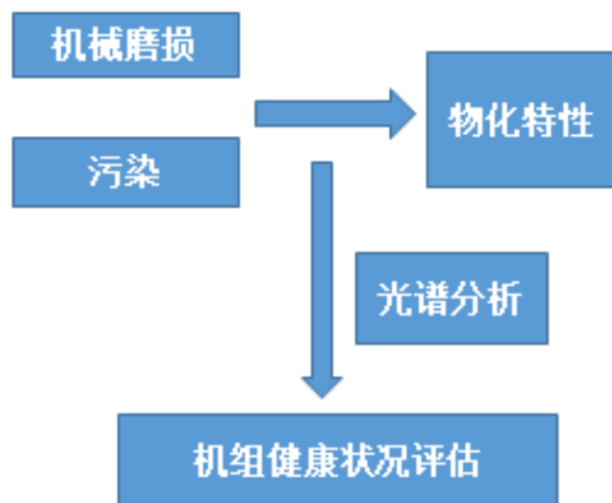 机械磨损
物化特性
污染
光谱分析
机组健康状况评估